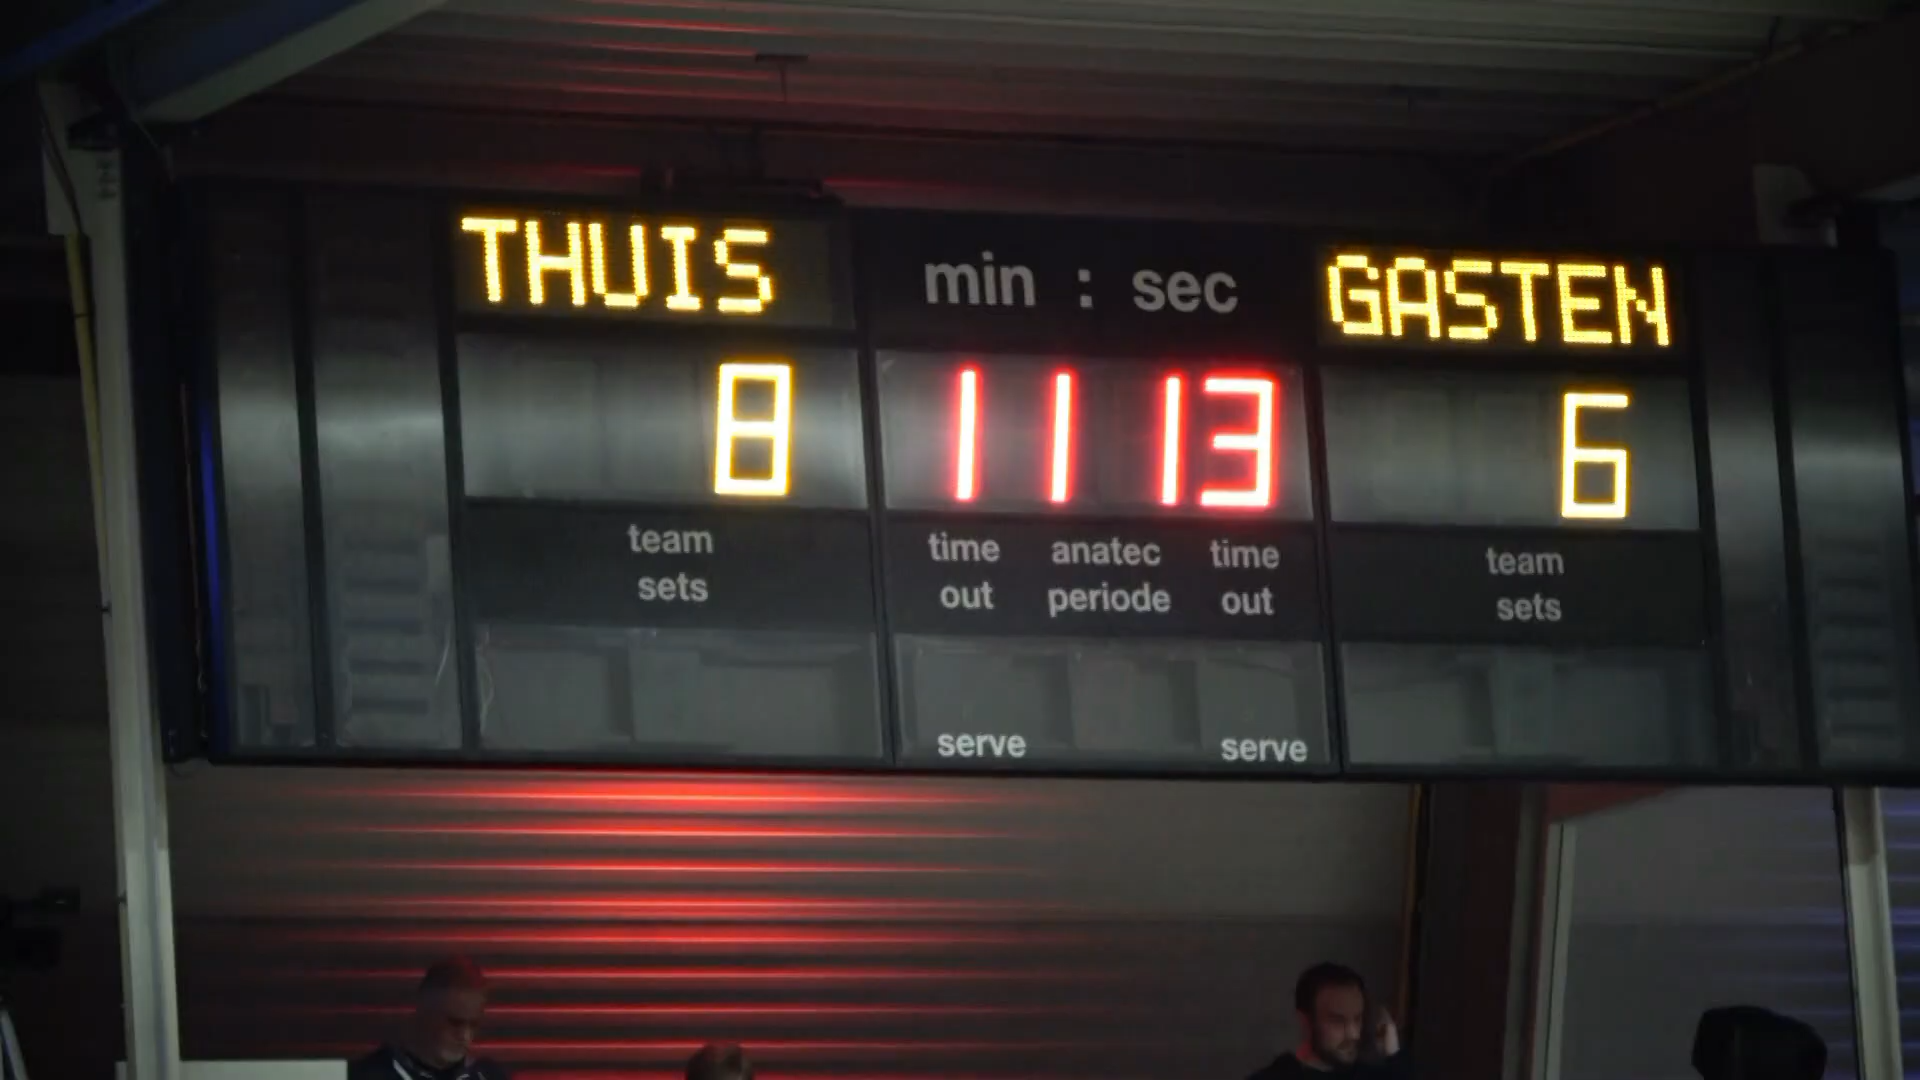 THUIS min : sec GASTEN
8 11 13 6
team time anatec time team
sets out periode out sets
serve serve